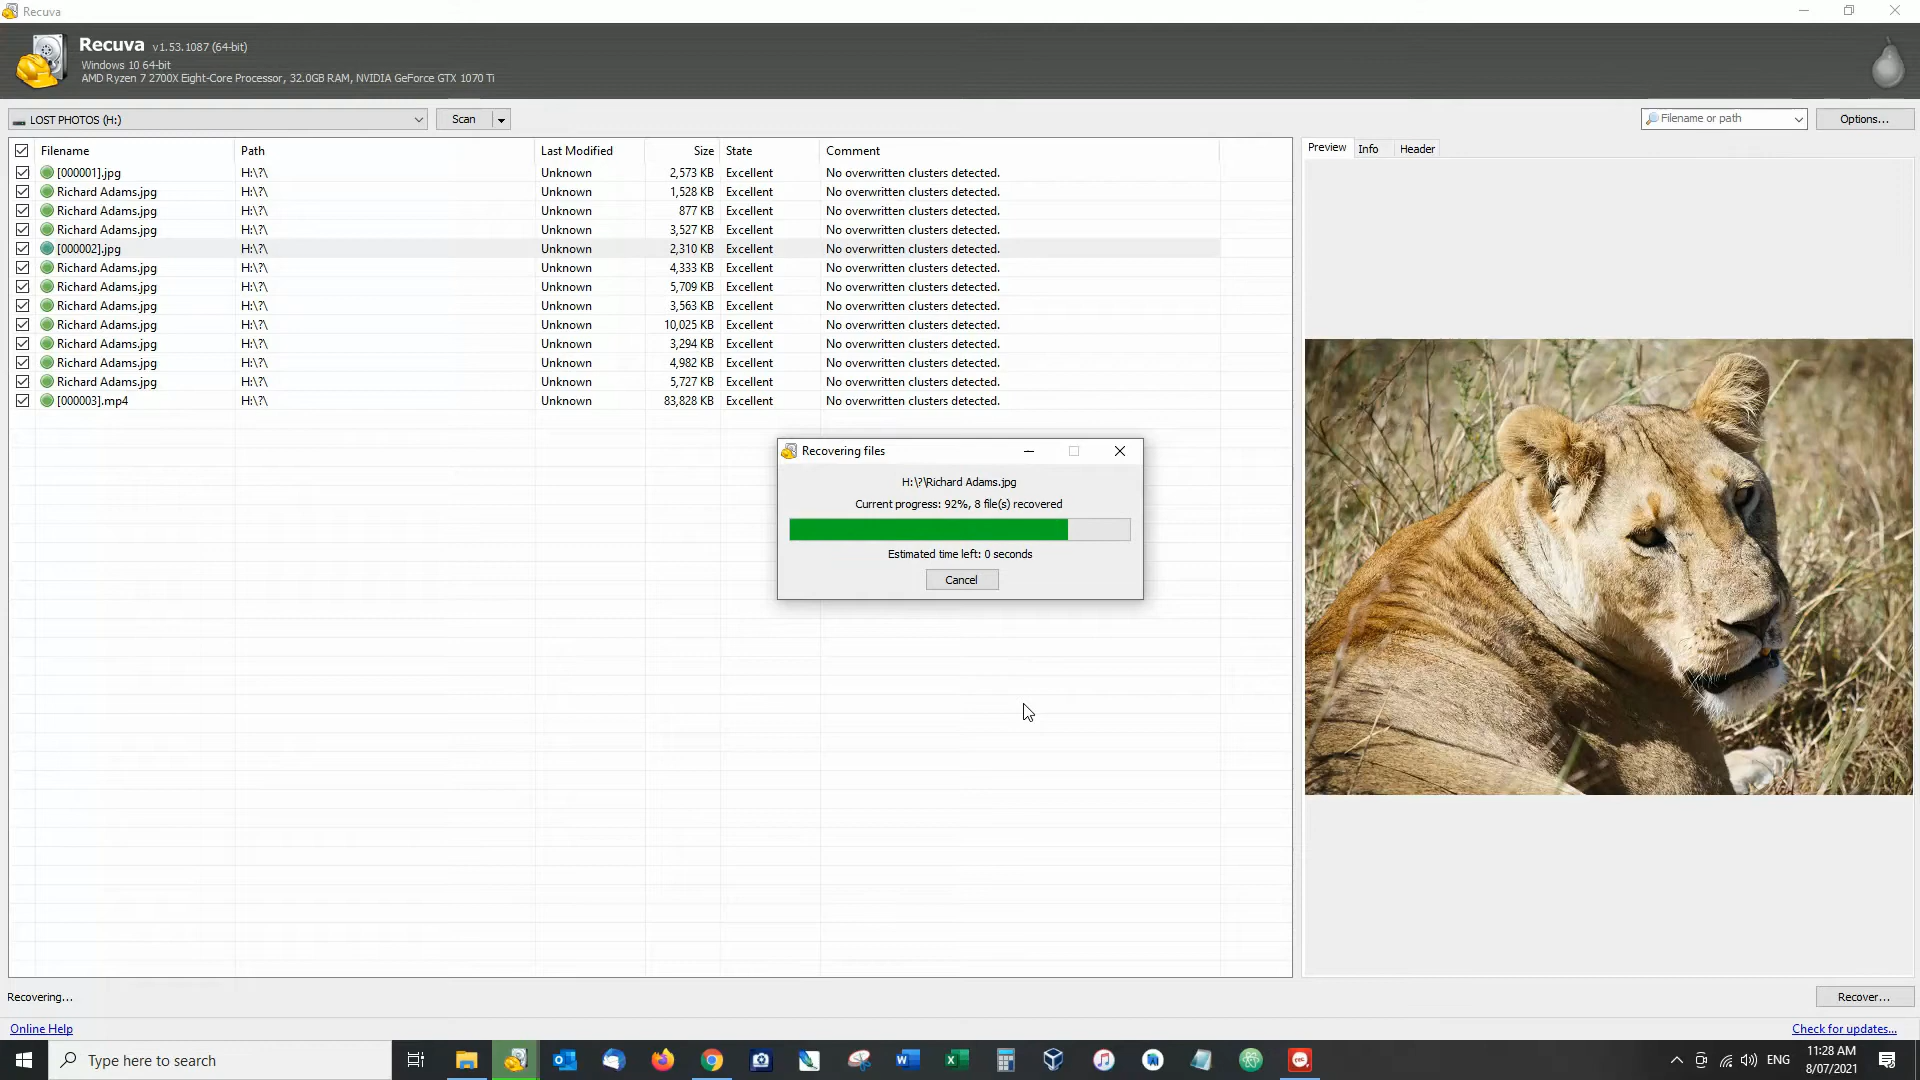 Recuva
Recuva v1.53.1087 (64-bit)
Windows 10 64-bit
AMD Ryzen 7 2700X Eight-Core Processor, 32.0GB RAM, NVIDIA GeForce GTX 1070 Ti
LOST PHOTOS (H:) Scan Filename or path Options...
Filename Path Last Modified Size State Comment
[000001].jpg H:\?\ Unknown 2,573 KB Excellent No overwritten clusters detected.
Richard Adams.jpg H:\?\ Unknown 1,528 KB Excellent No overwritten clusters detected.
Richard Adams.jpg H:\?\ Unknown 877 KB Excellent No overwritten clusters detected.
Richard Adams.jpg H:\?\ Unknown 3,527 KB Excellent No overwritten clusters detected.
[000002].jpg H:\?\ Unknown 2,310 KB Excellent No overwritten clusters detected.
Richard Adams.jpg H:\?\ Unknown 4,333 KB Excellent No overwritten clusters detected.
Richard Adams.jpg H:\?\ Unknown 5,709 KB Excellent No overwritten clusters detected.
Richard Adams.jpg H:\?\ Unknown 3,563 KB Excellent No overwritten clusters detected.
Richard Adams.jpg H:\?\ Unknown 10,025 KB Excellent No overwritten clusters detected.
Richard Adams.jpg H:\?\ Unknown 3,294 KB Excellent No overwritten clusters detected.
Richard Adams.jpg H:\?\ Unknown 4,982 KB Excellent No overwritten clusters detected.
Richard Adams.jpg H:\?\ Unknown 5,727 KB Excellent No overwritten clusters detected.
[000003].mp4 H:\?\ Unknown 83,828 KB Excellent No overwritten clusters detected.
Preview Info Header
Recovering files
H:\?\Richard Adams.jpg
Current progress: 92%, 8 file(s) recovered
Estimated time left: 0 seconds
Cancel
Recovering... Recover...
Online Help Check for updates...
Type here to search ENG 11:28 AM
8/07/2021